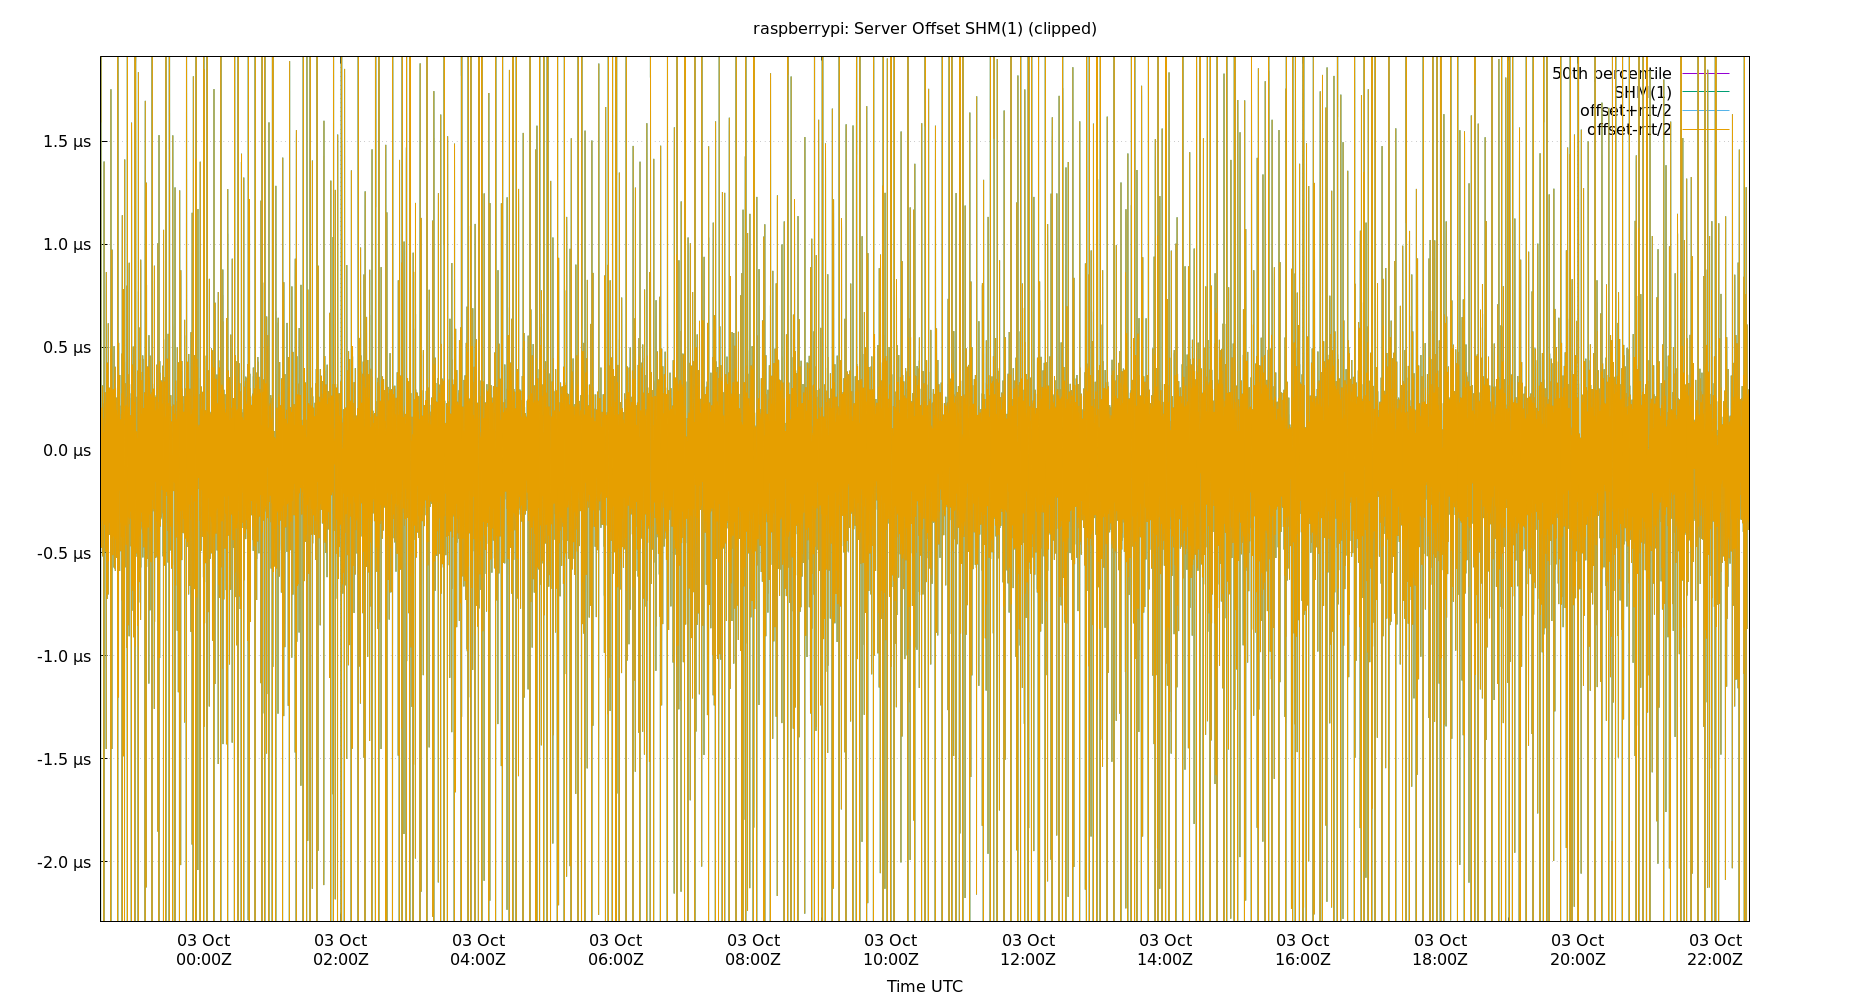 raspberrypi: Server Offset SHM(1) (clipped)
50th percentile
SHM(1)
offset+rtt/2
offset-rtt/2
1.5 µs
1.0 µs
0.5 µs
0.0 µs
-0.5 µs
-1.0 µs
-1.5 µs
-2.0 µs
03 Oct 03 Oct 03 Oct 03 Oct 03 Oct 03 Oct 03 Oct 03 Oct 03 Oct 03 Oct 03 Oct 03 Oct
00:00Z 02:00Z 04:00Z 06:00Z 08:00Z 10:00Z 12:00Z 14:00Z 16:00Z 18:00Z 20:00Z 22:00Z
Time UTC